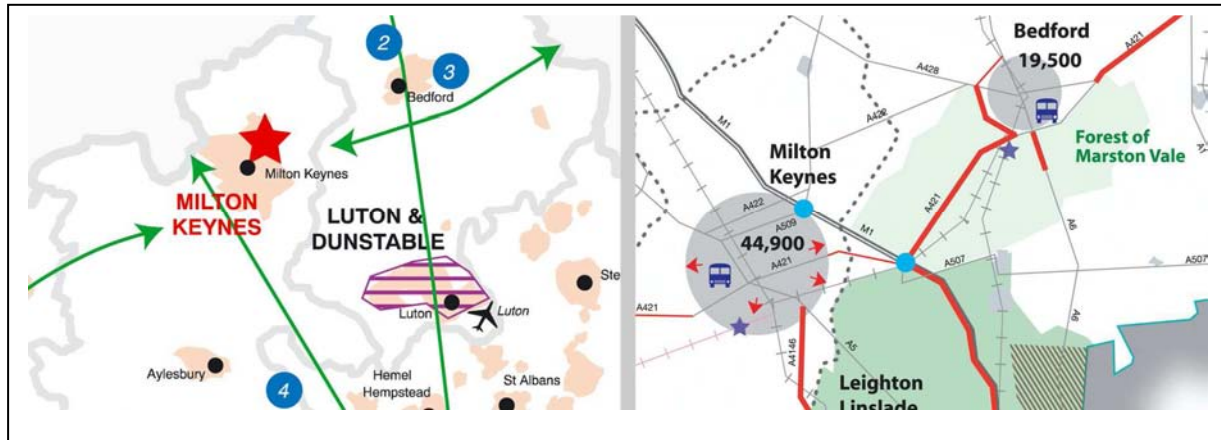 2
3
Bedford
Milton Keynes
MILTON
KEYNES
LUTON &
DUNSTABLE
Ste
Luton
Luton
Aylesbury
4
Hemel
Hempstead
St Albans
Bedford
19,500
A421
A428
A422
M1
A1
Forest of
Marston Vale
Milton
Keynes
A422
A509
44,900
A421
M1
A421
A507
A6
A507
A421
A4146
A5
A6
Leighton
Linslade